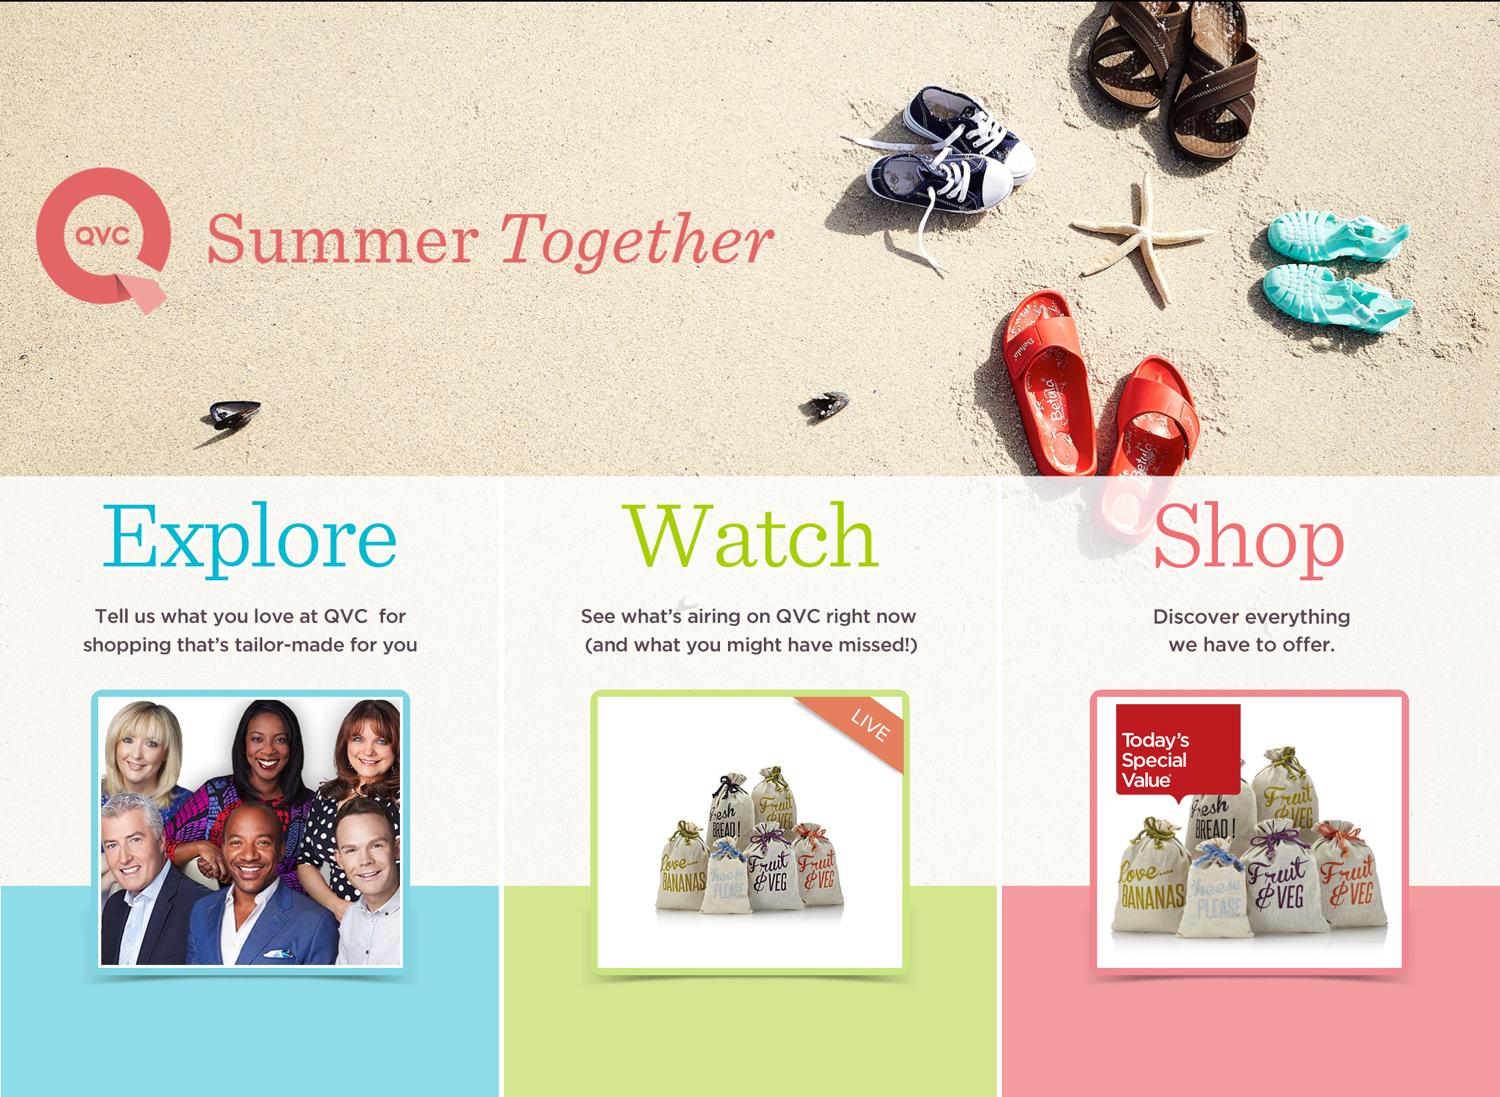 QVC
Summer Together
Betula
Betula
Betula
Explore
Tell us what you love at QVC for
shopping that's tailor-made for you
Watch
See what's airing on QVC right now
(and what you might have missed!)
LIVE
Fresh
BREAD!
Fruit
& VEG
Love....
BANANAS
Cheese
PLEASE
Fruit
& VEG
Fruit
& VEG
Shop
Discover everything
we have to offer.
Today's
Special
Value
Fresh
BREAD!
Fruit
& VEG
Love....
BANANAS
Cheese
PLEASE
Fruit
& VEG
Fruit
& VEG